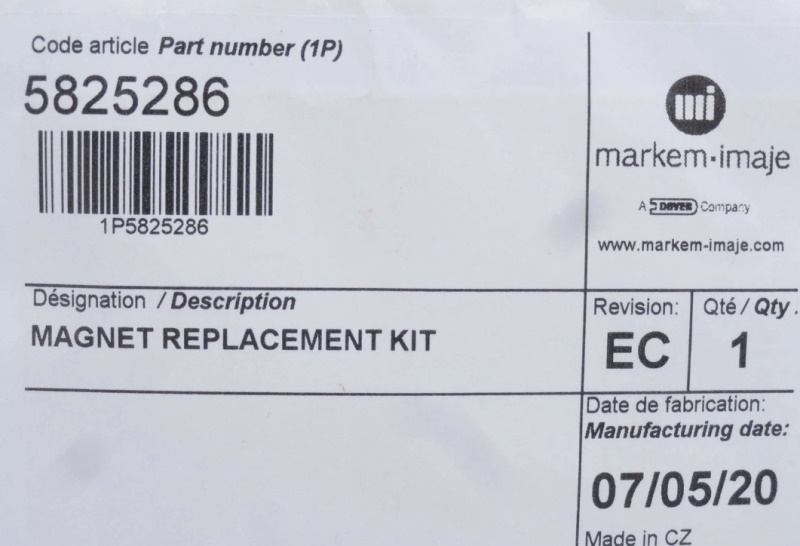 Code article Part number (1P)
5825286
1P5825286
mi
markem·imaje
A DOVER Company
www.markem-imaje.com
Désignation / Description
MAGNET REPLACEMENT KIT
Revision:
EC
Qté / Qty.
1
Date de fabrication:
Manufacturing date:
07/05/20
Made in CZ